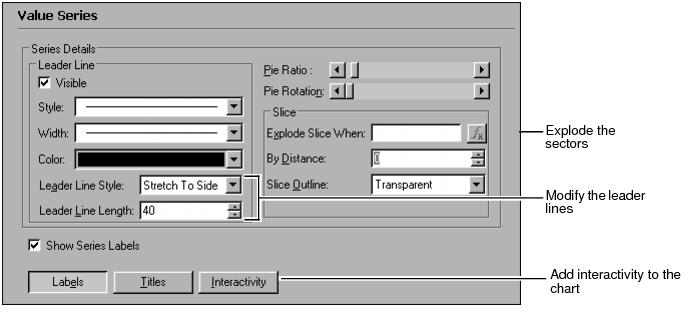 Value Series
Series Details
Leader Line
Visible
Style:
Width:
Color:
Leader Line Style: Stretch To Side
Leader Line Length: 40
Pie Ratio :
Pie Rotation:
Slice
Explode Slice When: fx
By Distance: 0
Slice Outline: Transparent
Show Series Labels
Labels Titles Interactivity
Explode the
sectors
Modify the leader
lines
Add interactivity to the
chart